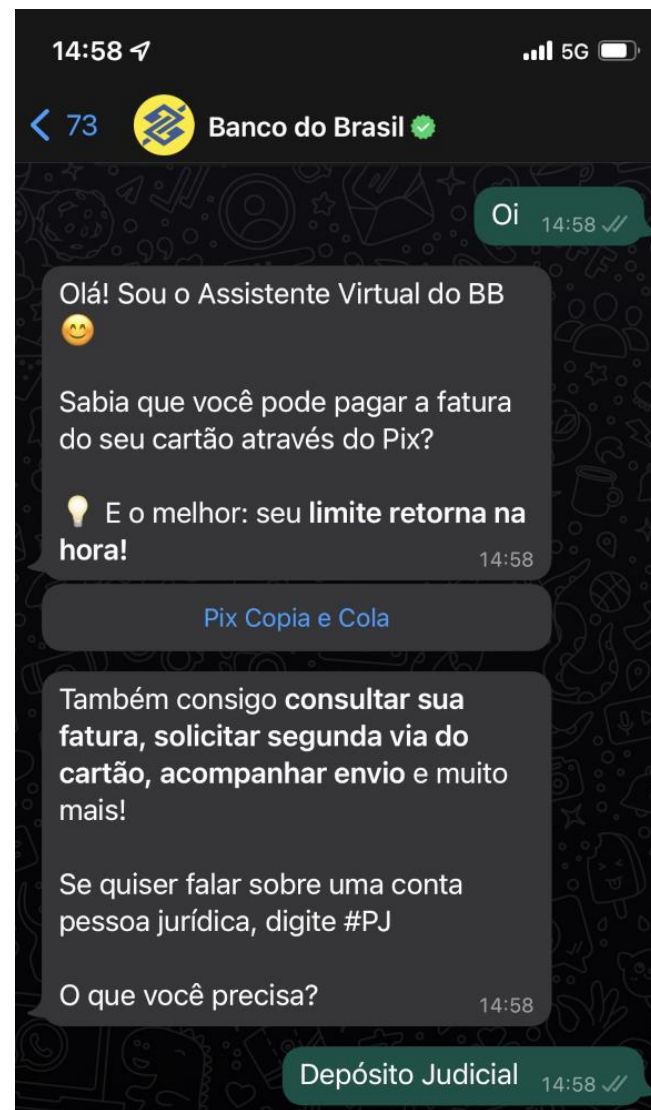 14:58
5G
73
Banco do Brasil
Oi 14:58
Olá! Sou o Assistente Virtual do BB
😊
Sabia que você pode pagar a fatura
do seu cartão através do Pix?
💡 E o melhor: seu limite retorna na
hora!
14:58
Pix Copia e Cola
Também consigo consultar sua
fatura, solicitar segunda via do
cartão, acompanhar envio e muito
mais!
Se quiser falar sobre uma conta
pessoa jurídica, digite #PJ
O que você precisa?
14:58
Depósito Judicial 14:58